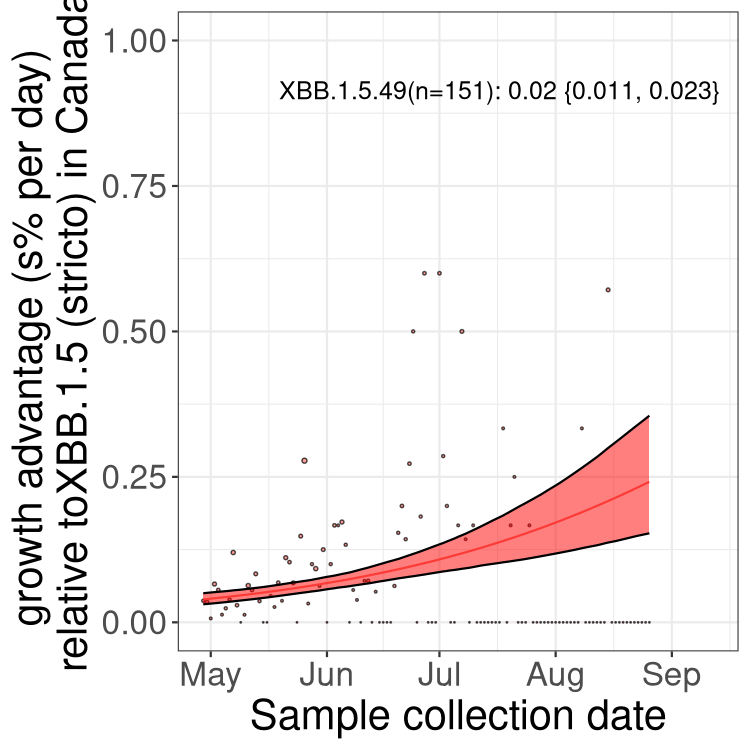 growth advantage (s% per day)
relative toXBB.1.5 (stricto) in Canada
1.00
0.75
0.50
0.25
0.00
XBB.1.5.49(n=151): 0.02 {0.011, 0.023}
May Jun Jul Aug Sep
Sample collection date